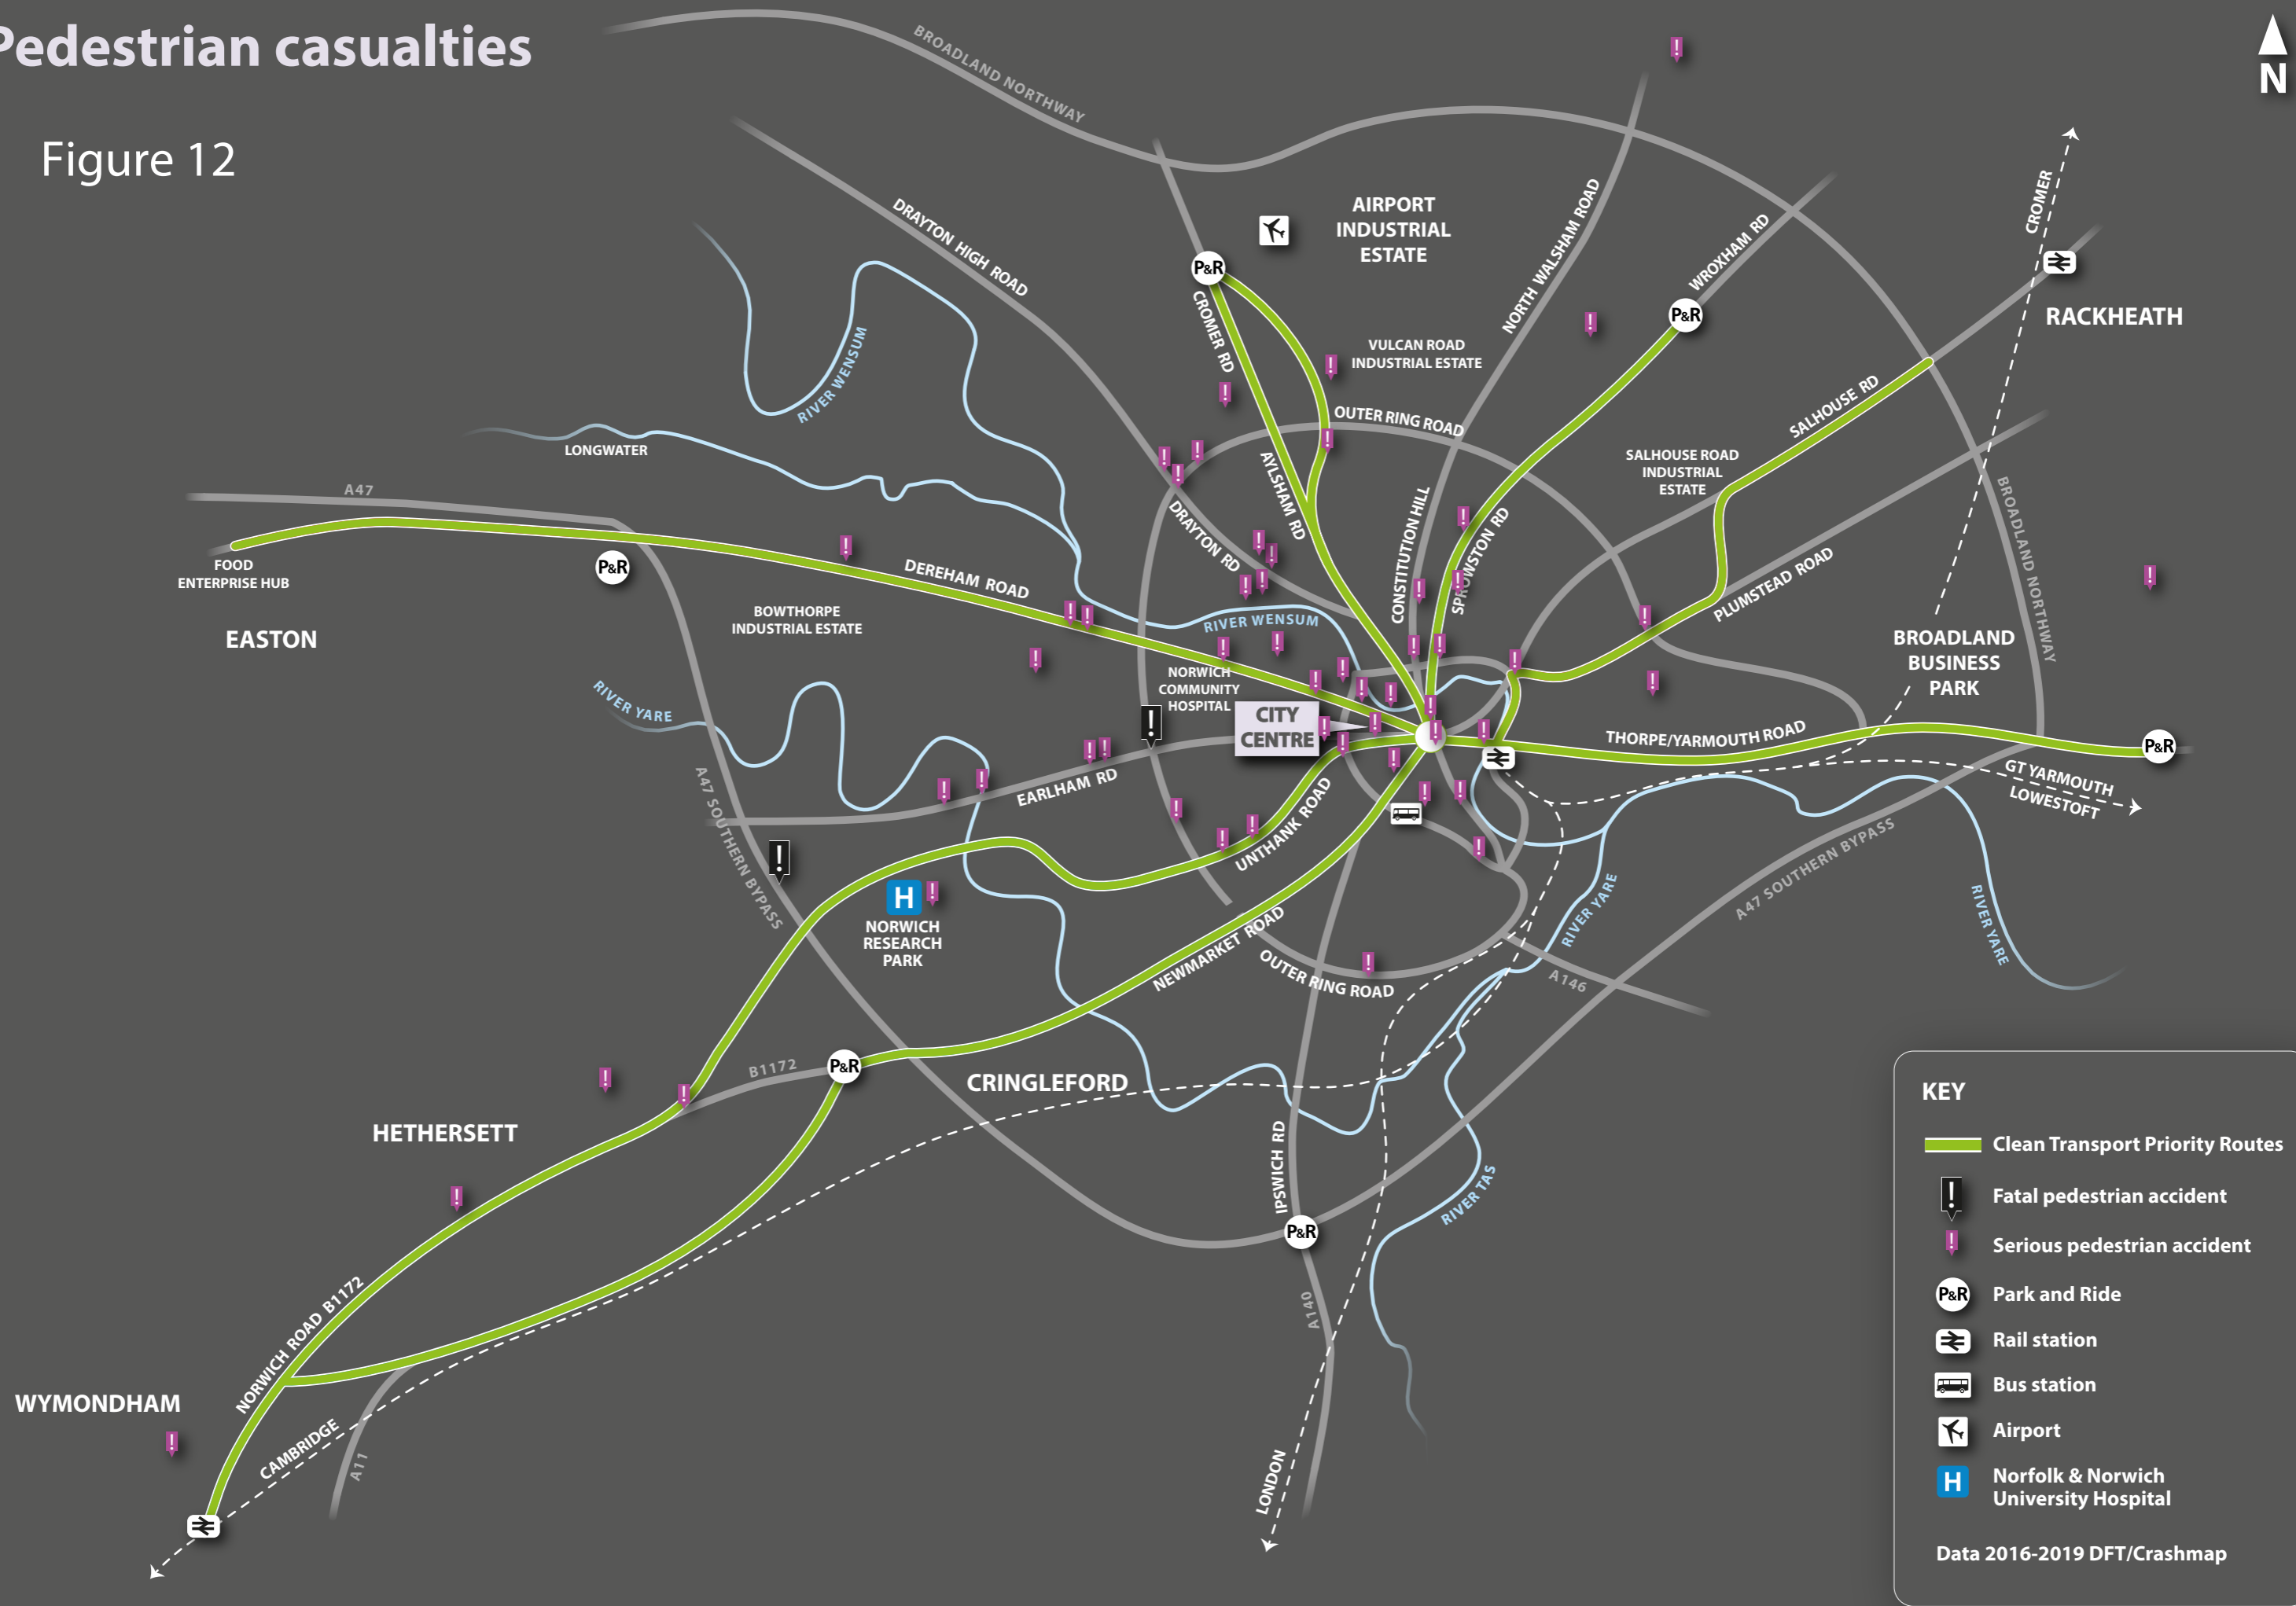 Pedestrian casualties
Figure 12
N
BROADLAND NORTHWAY
CROMER
AIRPORT
INDUSTRIAL
ESTATE
DRAYTON HIGH ROAD
NORTH WALSHAM ROAD
WROXHAM RD
P&R
P&R
RACKHEATH
CROMER RD
VULCAN ROAD
INDUSTRIAL ESTATE
RIVER WENSUM
OUTER RING ROAD
SALHOUSE RD
LONGWATER
SALHOUSE ROAD
INDUSTRIAL
ESTATE
A47
AYLSHAM RD
DRAYTON RD
CONSTITUTION HILL
SPROWSTON RD
BROADLAND NORTHWAY
FOOD
ENTERPRISE HUB
P&R
DEREHAM ROAD
PLUMSTEAD ROAD
BOWTHORPE
INDUSTRIAL ESTATE
EASTON
RIVER WENSUM
BROADLAND
BUSINESS
PARK
NORWICH
COMMUNITY
HOSPITAL
RIVER YARE
CITY
CENTRE
THORPE/YARMOUTH ROAD
P&R
EARLHAM RD
GT YARMOUTH
LOWESTOFT
A47 SOUTHERN BYPASS
UNTHANK ROAD
A47 SOUTHERN BYPASS
H
NORWICH
RESEARCH
PARK
RIVER YARE
RIVER YARE
NEWMARKET ROAD
OUTER RING ROAD
A146
P&R
B1172
CRINGLEFORD
HETHERSETT
IPSWICH RD
RIVER TAS
P&R
A140
NORWICH ROAD B1172
WYMONDHAM
CAMBRIDGE
A11
LONDON
KEY
Clean Transport Priority Routes
! Fatal pedestrian accident
! Serious pedestrian accident
P&R Park and Ride
Rail station
Bus station
Airport
H Norfolk & Norwich
University Hospital
Data 2016-2019 DFT/Crashmap